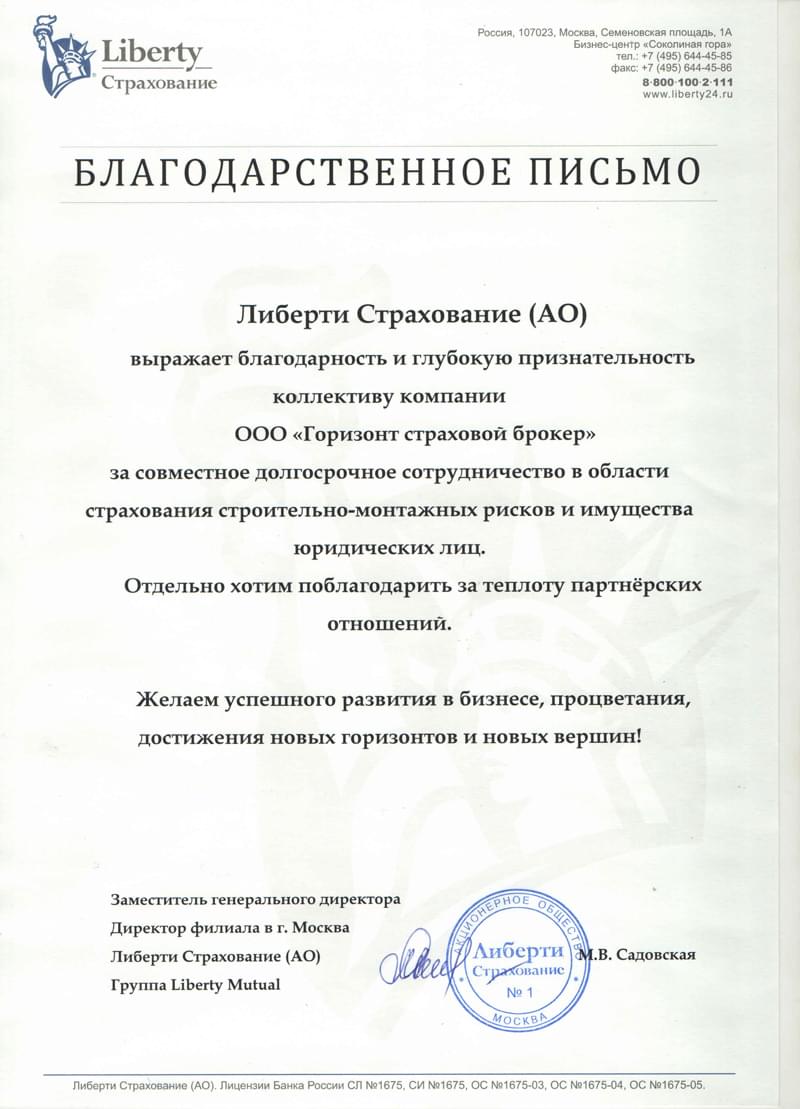 Liberty
Страхование
Россия, 107023, Москва, Семеновская площадь, 1А
Бизнес-центр «Соколиная гора»
тел.: +7 (495) 644-45-85
факс: +7 (495) 644-45-86
8·800·100·2·111
www.liberty24.ru
БЛАГОДАРСТВЕННОЕ ПИСЬМО
Либерти Страхование (АО)
выражает благодарность и глубокую признательность
коллективу компании
ООО «Горизонт страховой брокер»
за совместное долгосрочное сотрудничество в области
страхования строительно-монтажных рисков и имущества
юридических лиц.
Отдельно хотим поблагодарить за теплоту партнёрских
отношений.
Желаем успешного развития в бизнесе, процветания,
достижения новых горизонтов и новых вершин!
Заместитель генерального директора
Директор филиала в г. Москва
Либерти Страхование (АО)
Группа Liberty Mutual
АКЦИОНЕРНОЕ ОБЩЕСТВО
Либерти
Страхование
№ 1
МОСКВА
М.В. Садовская
Либерти Страхование (АО). Лицензии Банка России СЛ №1675, СИ №1675, ОС №1675-03, ОС №1675-04, ОС №1675-05.